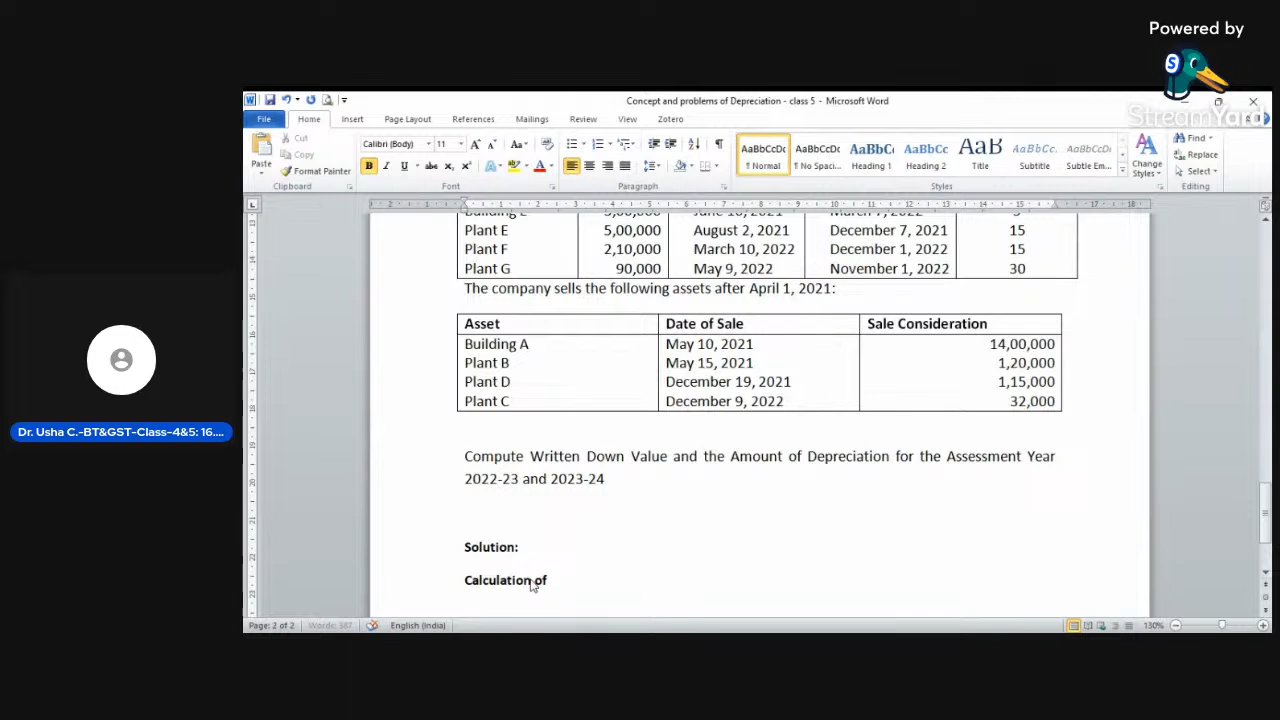 Powered by
S
StreamYard
Concept and problems of Depreciation - class 5 - Microsoft Word
File Home Insert Page Layout References Mailings Review View Zotero
Paste
Cut
Copy
Format Painter
Clipboard
Calibri (Body) 11
Font
Paragraph
AaBbCcDc AaBbCcDc AaBbCc AaBbCc AaB AaBbCcL AaBbCcDc
¶ Normal ¶ No Spaci... Heading 1 Heading 2 Title Subtitle Subtle Em...
Styles
Change Styles
Find
Replace
Select
Editing
Plant E 5,00,000 August 2, 2021 December 7, 2021 15
Plant F 2,10,000 March 10, 2022 December 1, 2022 15
Plant G 90,000 May 9, 2022 November 1, 2022 30
The company sells the following assets after April 1, 2021:
Asset Date of Sale Sale Consideration
Building A May 10, 2021 14,00,000
Plant B May 15, 2021 1,20,000
Plant D December 19, 2021 1,15,000
Plant C December 9, 2022 32,000
Compute Written Down Value and the Amount of Depreciation for the Assessment Year
2022-23 and 2023-24
Solution:
Calculation of
Page: 2 of 2 Words: 387 English (India) 130%
Dr. Usha C.-BT&GST-Class-4&5: 16....